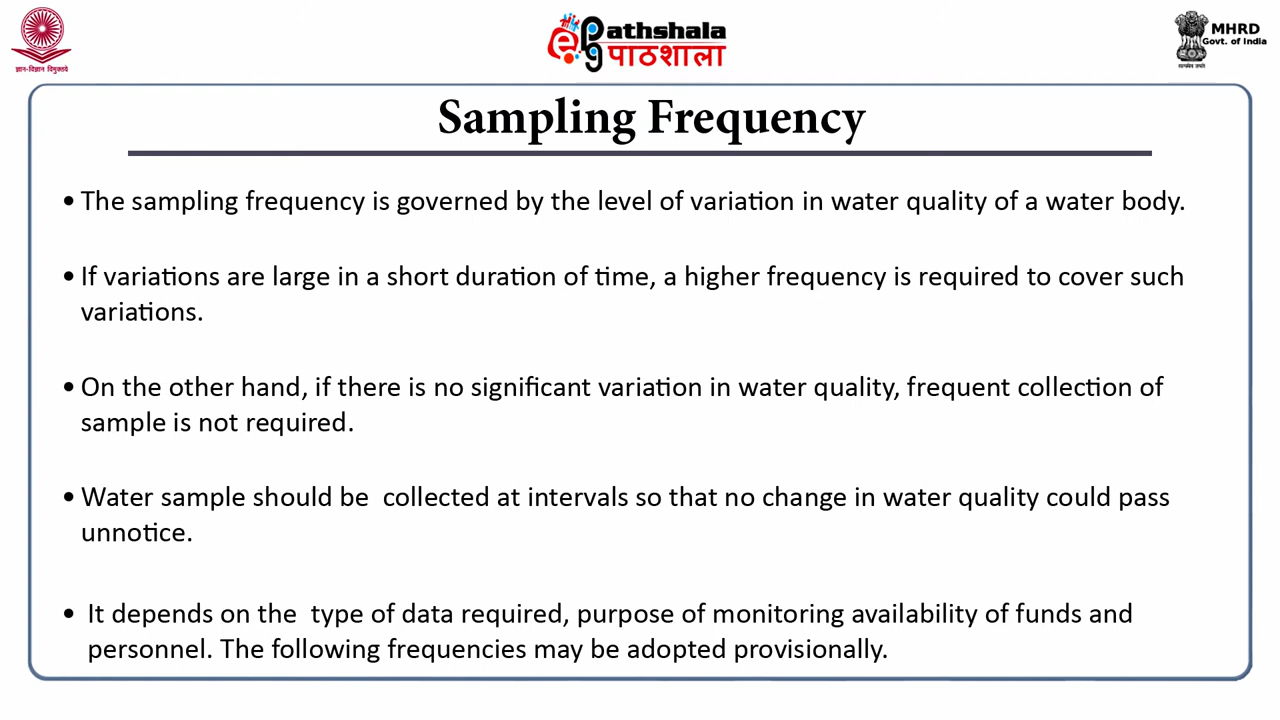 ज्ञान-विज्ञान विमुक्तये
epg Pathshala
पाठशाला
MHRD
Govt. of India
सत्यमेव जयते
Sampling Frequency
• The sampling frequency is governed by the level of variation in water quality of a water body.
• If variations are large in a short duration of time, a higher frequency is required to cover such
variations.
• On the other hand, if there is no significant variation in water quality, frequent collection of
sample is not required.
• Water sample should be  collected at intervals so that no change in water quality could pass
unnotice.
•  It depends on the  type of data required, purpose of monitoring availability of funds and
personnel. The following frequencies may be adopted provisionally.